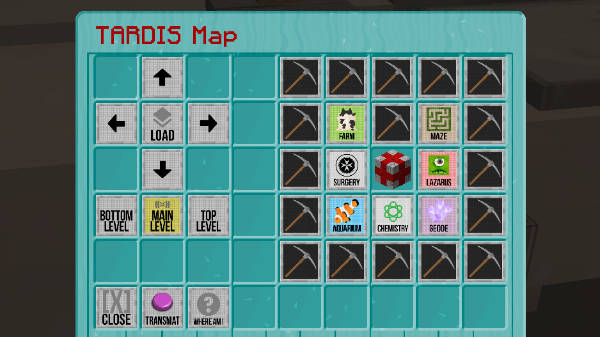 TARDIS Map
LOAD
FARM
MAZE
SURGERY
LAZARUS
BOTTOM LEVEL
MAIN LEVEL
TOP LEVEL
AQUARIUM
CHEMISTRY
GEODE
[X]
CLOSE
TRANSMAT
?
WHERE AM I